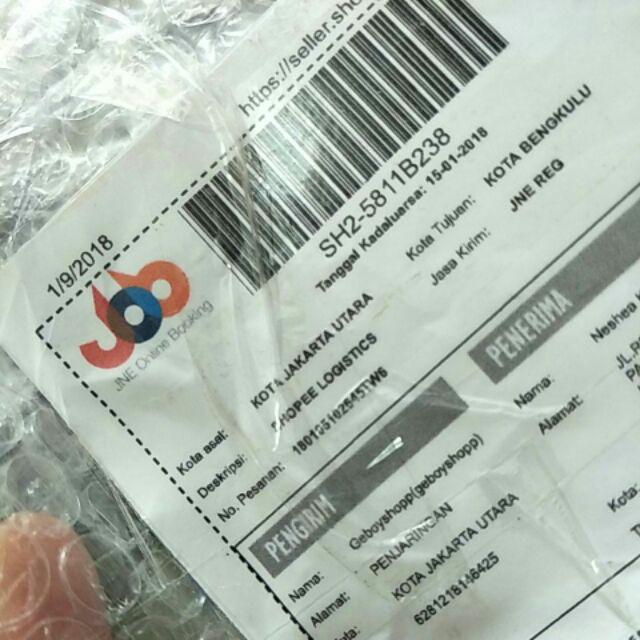 1/9/2018
https://seller.sho
JOB
JNE Online Booking
SH2-5811B238
Tanggal Kadaluarsa: 15-01-2018
Kota asal: KOTA JAKARTA UTARA
Kota Tujuan: KOTA BENGKULU
Deskripsi: SHOPEE LOGISTICS
Jasa Kirim: JNE REG
No. Pesanan:
PENGIRIM
PENERIMA
Nama: Geboyshopp(geboyshopp)
Nama:
Alamat: PENJARINGAN
Alamat:
KOTA JAKARTA UTARA
Kota: